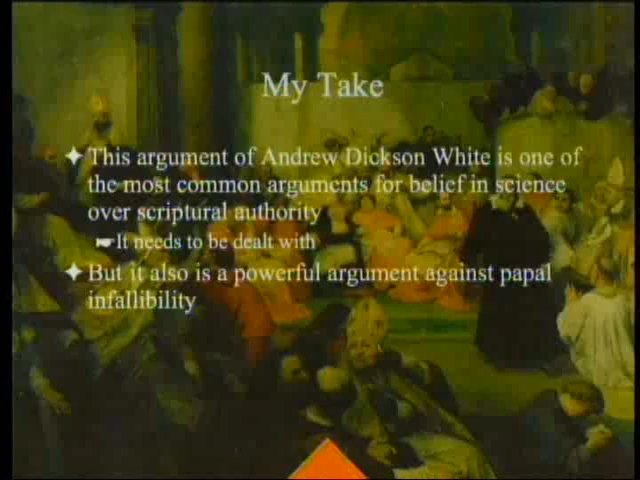 My Take
This argument of Andrew Dickson White is one of
the most common arguments for belief in science
over scriptural authority
It needs to be dealt with
But it also is a powerful argument against papal
infallibility